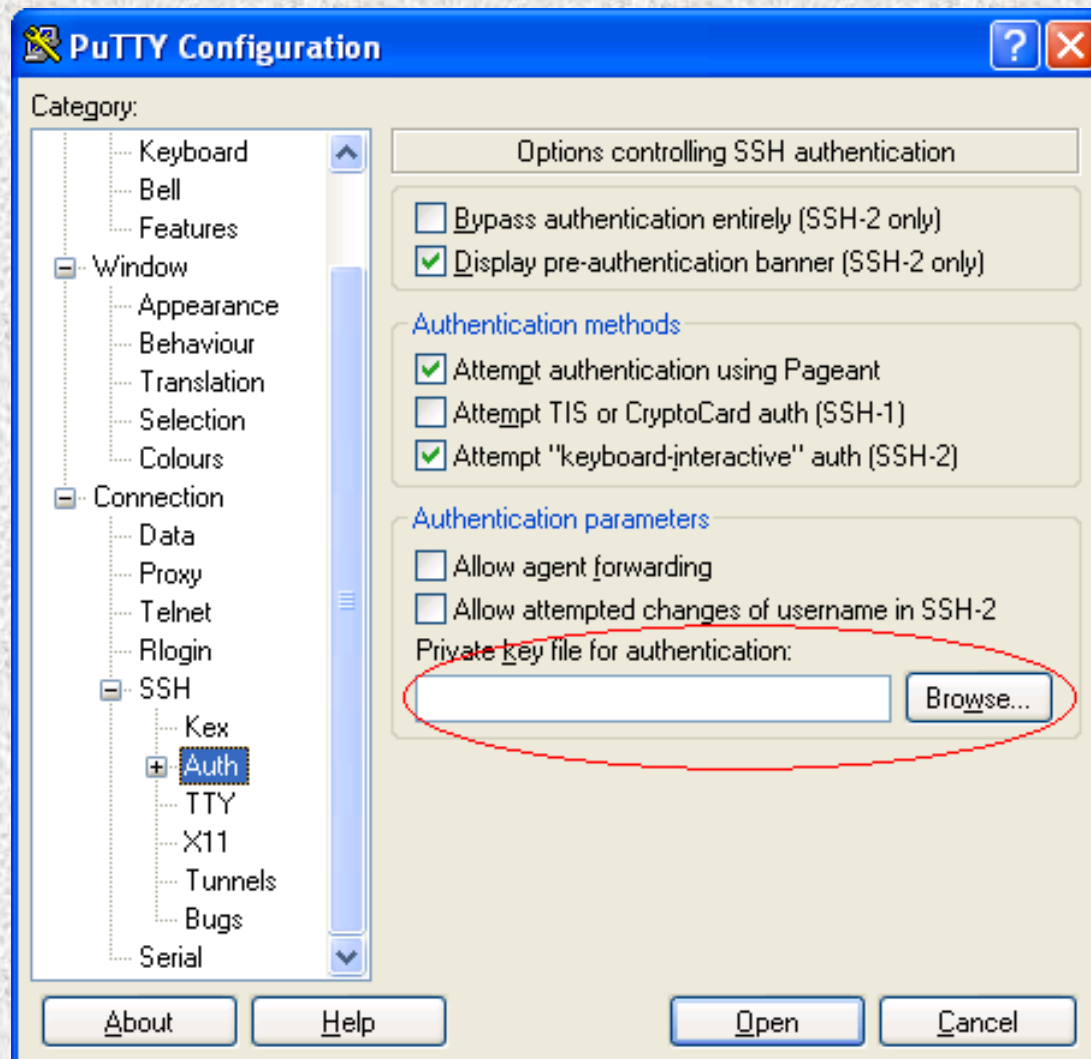 PuTTY Configuration
Category:
Keyboard
Bell
Features
Window
Appearance
Behaviour
Translation
Selection
Colours
Connection
Data
Proxy
Telnet
Rlogin
SSH
Kex
Auth
TTY
X11
Tunnels
Bugs
Serial
Options controlling SSH authentication
Bypass authentication entirely (SSH-2 only)
Display pre-authentication banner (SSH-2 only)
Authentication methods
Attempt authentication using Pageant
Attempt TIS or CryptoCard auth (SSH-1)
Attempt "keyboard-interactive" auth (SSH-2)
Authentication parameters
Allow agent forwarding
Allow attempted changes of username in SSH-2
Private key file for authentication:
Browse...
About
Help
Open
Cancel